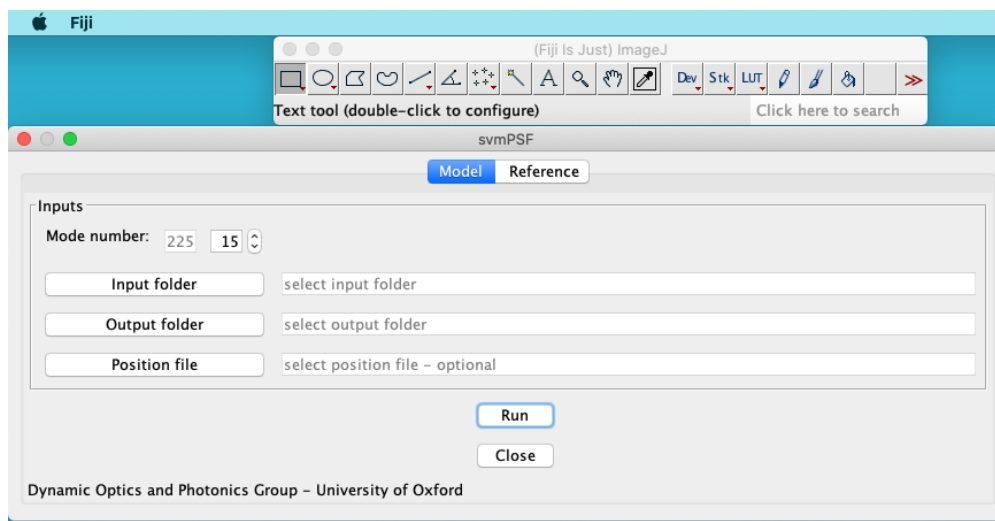 Fiji
(Fiji Is Just) ImageJ
A Dev Stk LUT >>
Text tool (double-click to configure) Click here to search
svmPSF
Model Reference
Inputs
Mode number: 225 15
Input folder select input folder
Output folder select output folder
Position file select position file – optional
Run
Close
Dynamic Optics and Photonics Group – University of Oxford